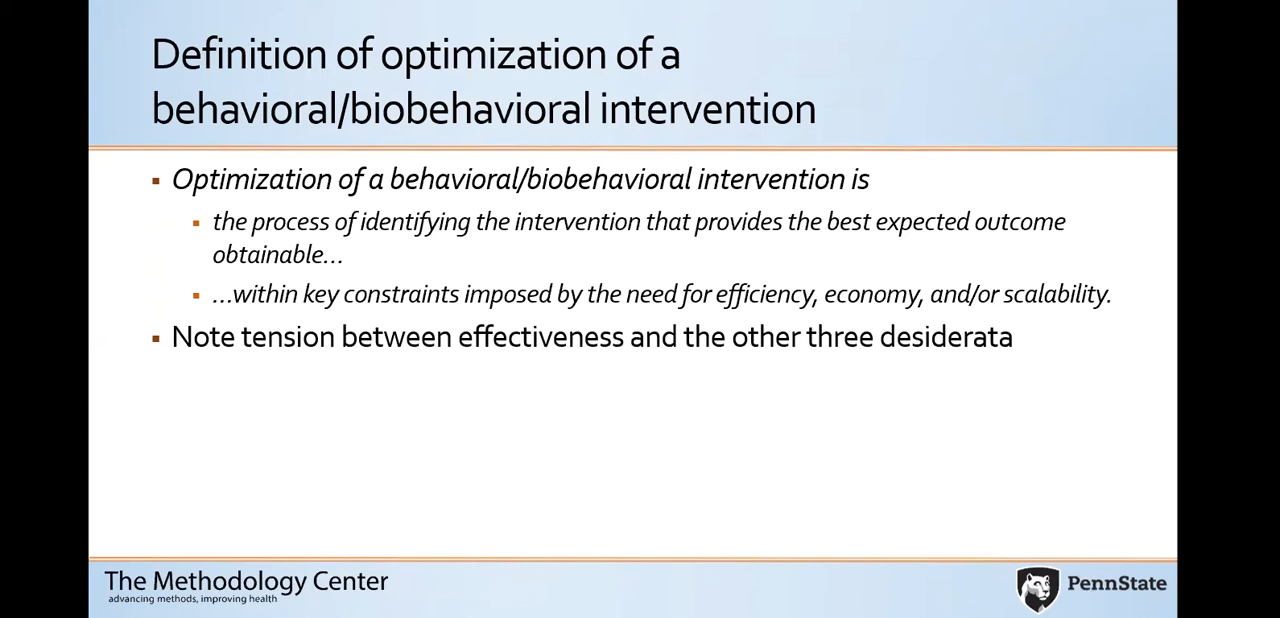 Definition of optimization of a
behavioral/biobehavioral intervention
Optimization of a behavioral/biobehavioral intervention is
the process of identifying the intervention that provides the best expected outcome
obtainable…
…within key constraints imposed by the need for efficiency, economy, and/or scalability.
Note tension between effectiveness and the other three desiderata
The Methodology Center
advancing methods, improving health
PennState